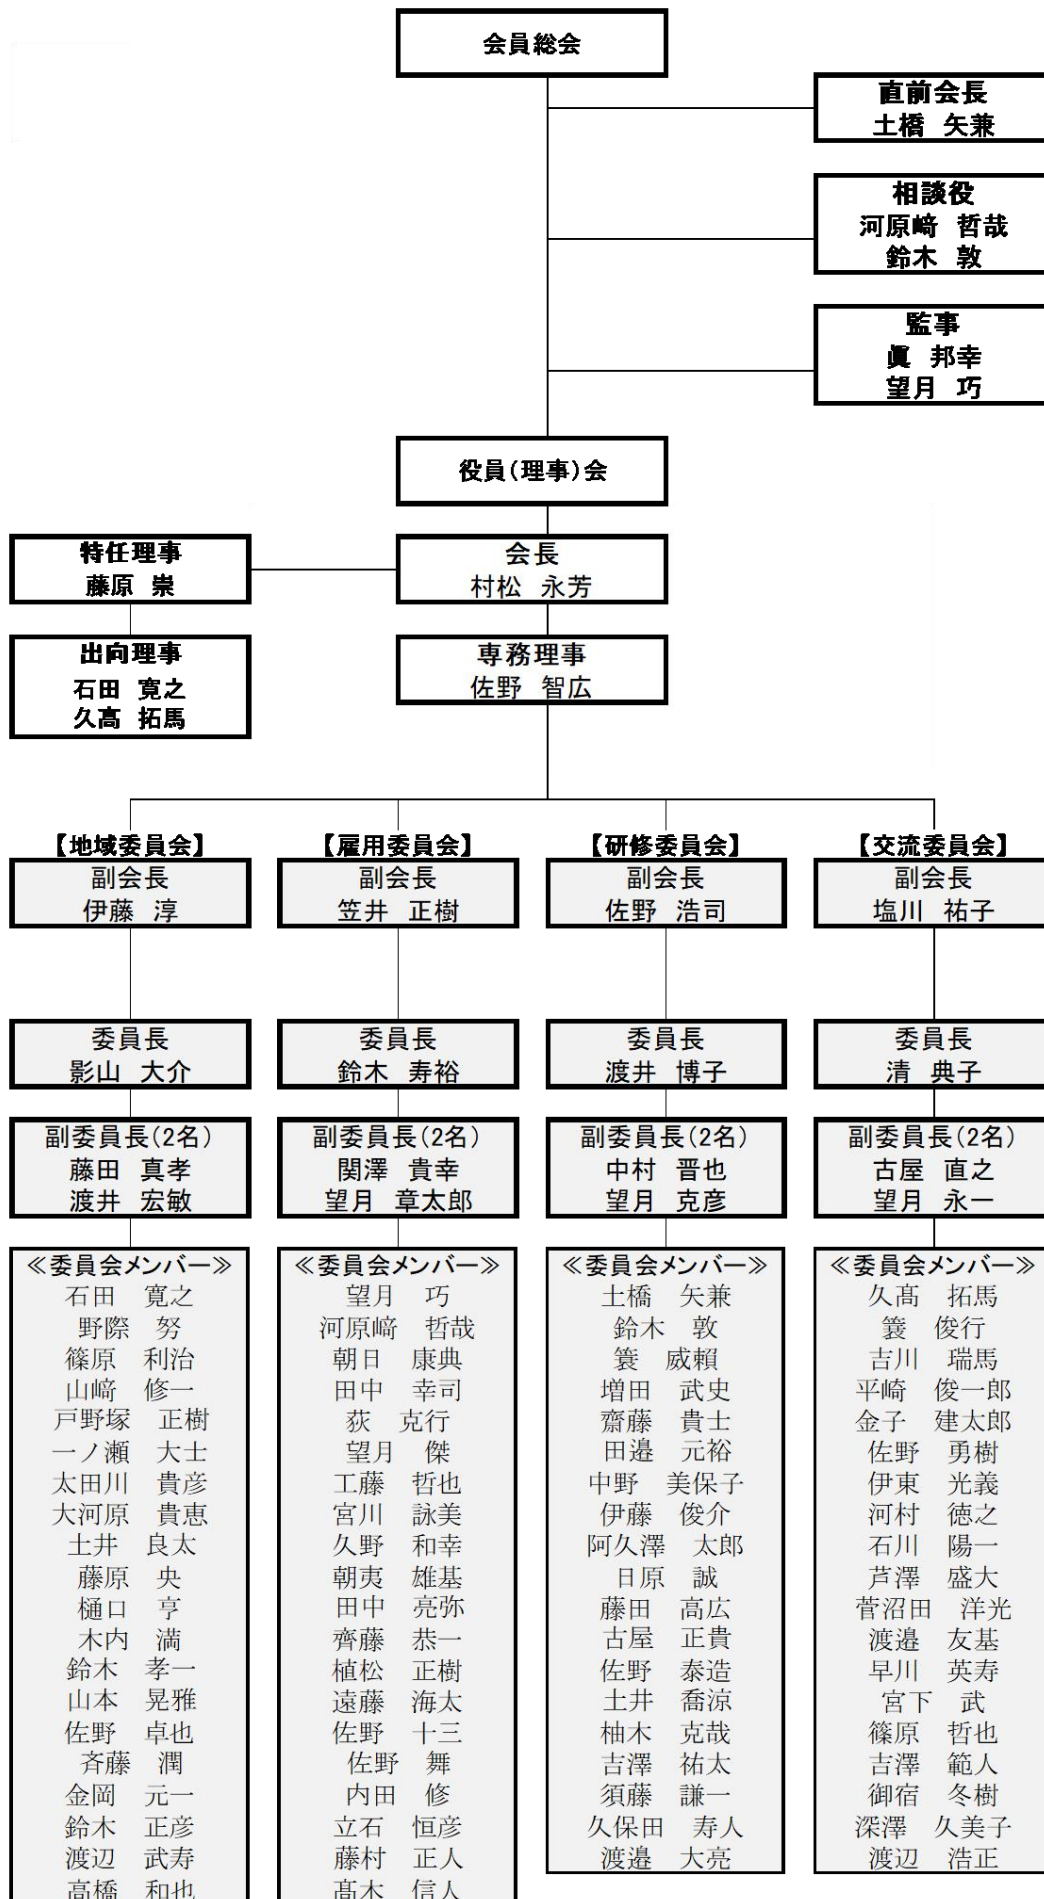 会員総会
直前会長
土橋 矢兼
相談役
河原﨑 哲哉
鈴木 敦
監事
眞 邦幸
望月 巧
役員(理事)会
特任理事
藤原 崇
会長
村松 永芳
出向理事
石田 寛之
久高 拓馬
専務理事
佐野 智広
【地域委員会】
副会長
伊藤 淳
委員長
影山 大介
副委員長(2名)
藤田 真孝
渡井 宏敏
≪委員会メンバー≫
石田 寛之
野際 努
篠原 利治
山﨑 修一
戸野塚 正樹
一ノ瀬 大士
太田川 貴彦
大河原 貴恵
土井 良太
藤原 央
樋口 亨
木内 満
鈴木 孝一
山本 晃雅
佐野 卓也
斉藤 潤
金岡 元一
鈴木 正彦
渡辺 武寿
高橋 和也
【雇用委員会】
副会長
笠井 正樹
委員長
鈴木 寿裕
副委員長(2名)
関澤 貴幸
望月 章太郎
≪委員会メンバー≫
望月 巧
河原﨑 哲哉
朝日 康典
田中 幸司
荻 克行
望月 傑
工藤 哲也
宮川 詠美
久野 和幸
朝夷 雄基
田中 亮弥
齊藤 恭一
植松 正樹
遠藤 海太
佐野 十三
佐野 舞
内田 修
立石 恒彦
藤村 正人
髙木 信人
【研修委員会】
副会長
佐野 浩司
委員長
渡井 博子
副委員長(2名)
中村 晋也
望月 克彦
≪委員会メンバー≫
土橋 矢兼
鈴木 敦
簑 威頼
増田 武史
齋藤 貴士
田邉 元裕
中野 美保子
伊藤 俊介
阿久澤 太郎
日原 誠
藤田 高広
古屋 正貴
佐野 泰造
土井 喬涼
柚木 克哉
吉澤 祐太
須藤 謙一
久保田 寿人
渡邉 大亮
【交流委員会】
副会長
塩川 祐子
委員長
清 典子
副委員長(2名)
古屋 直之
望月 永一
≪委員会メンバー≫
久髙 拓馬
簑 俊行
吉川 瑞馬
平崎 俊一郎
金子 建太郎
佐野 勇樹
伊東 光義
河村 徳之
石川 陽一
芦澤 盛大
菅沼田 洋光
渡邉 友基
早川 英寿
宮下 武
篠原 哲也
吉澤 範人
御宿 冬樹
深澤 久美子
渡辺 浩正